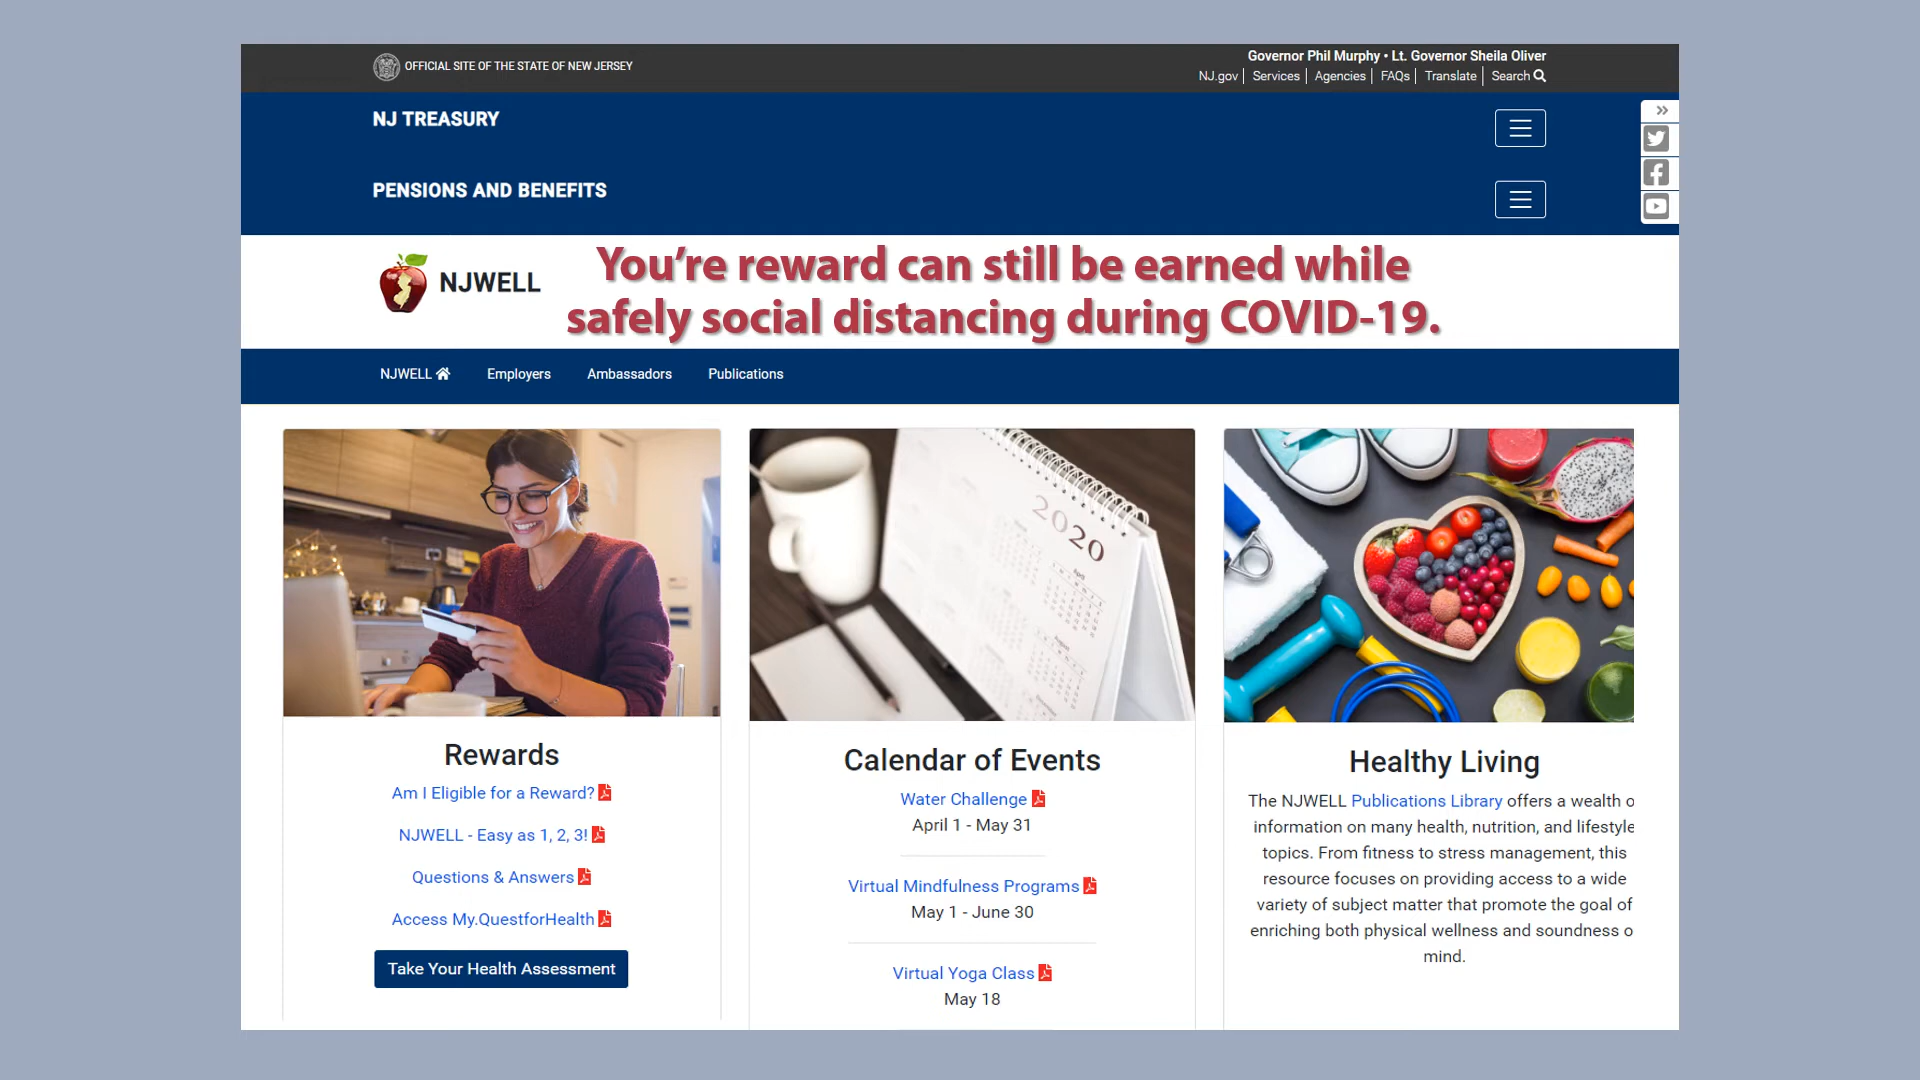 OFFICIAL SITE OF THE STATE OF NEW JERSEY
Governor Phil Murphy • Lt. Governor Sheila Oliver
NJ.gov | Services | Agencies | FAQs | Translate | Search
NJ TREASURY
PENSIONS AND BENEFITS
NJWELL
You’re reward can still be earned while
safely social distancing during COVID-19.
NJWELL
Employers
Ambassadors
Publications
2020
Rewards
Am I Eligible for a Reward?
NJWELL - Easy as 1, 2, 3!
Questions & Answers
Access My.QuestforHealth
Take Your Health Assessment
Calendar of Events
Water Challenge
April 1 - May 31
Virtual Mindfulness Programs
May 1 - June 30
Virtual Yoga Class
May 18
Healthy Living
The NJWELL Publications Library offers a wealth o
information on many health, nutrition, and lifestyle
topics. From fitness to stress management, this
resource focuses on providing access to a wide
variety of subject matter that promote the goal of
enriching both physical wellness and soundness o
mind.